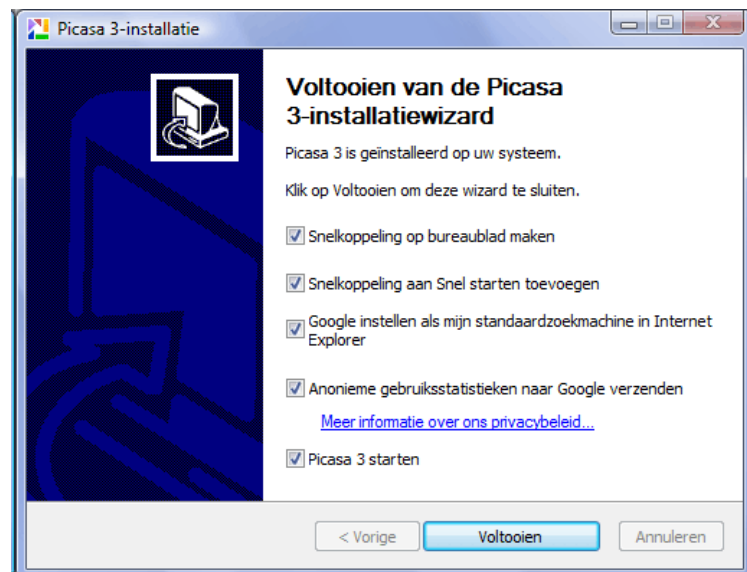 Picasa 3-installatie
Voltooien van de Picasa
3-installatiewizard
Picasa 3 is geïnstalleerd op uw systeem.
Klik op Voltooien om deze wizard te sluiten.
Snelkoppeling op bureaublad maken
Snelkoppeling aan Snel starten toevoegen
Google instellen als mijn standaardzoekmachine in Internet
Explorer
Anonieme gebruiksstatistieken naar Google verzenden
Meer informatie over ons privacybeleid...
Picasa 3 starten
< Vorige
Voltooien
Annuleren